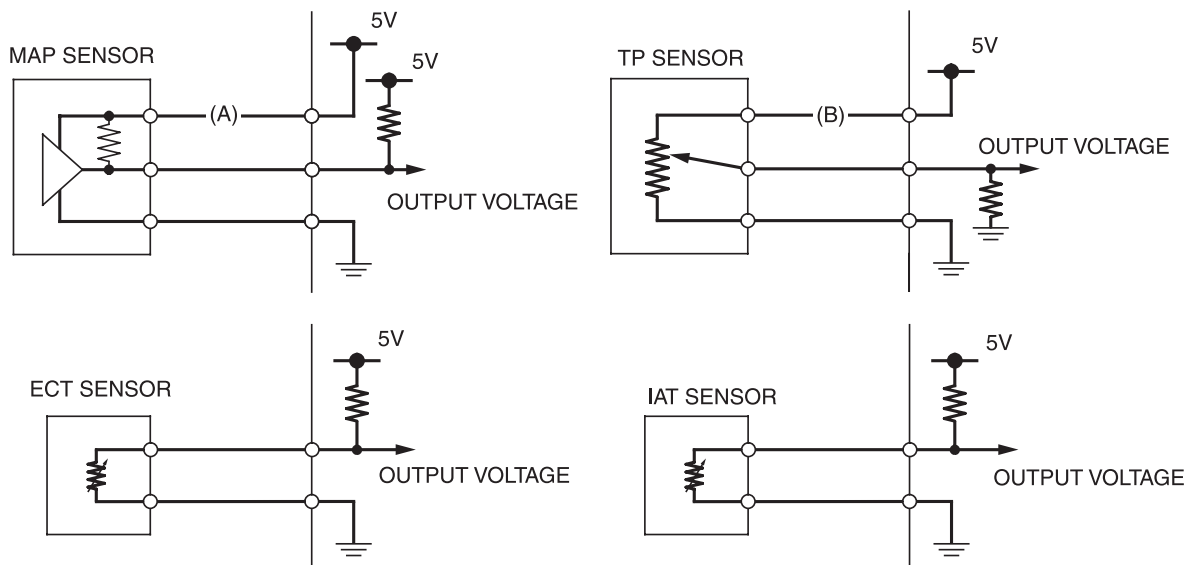 MAP SENSOR
5V
5V
(A)
OUTPUT VOLTAGE
TP SENSOR
5V
(B)
OUTPUT VOLTAGE
ECT SENSOR
5V
OUTPUT VOLTAGE
IAT SENSOR
5V
OUTPUT VOLTAGE